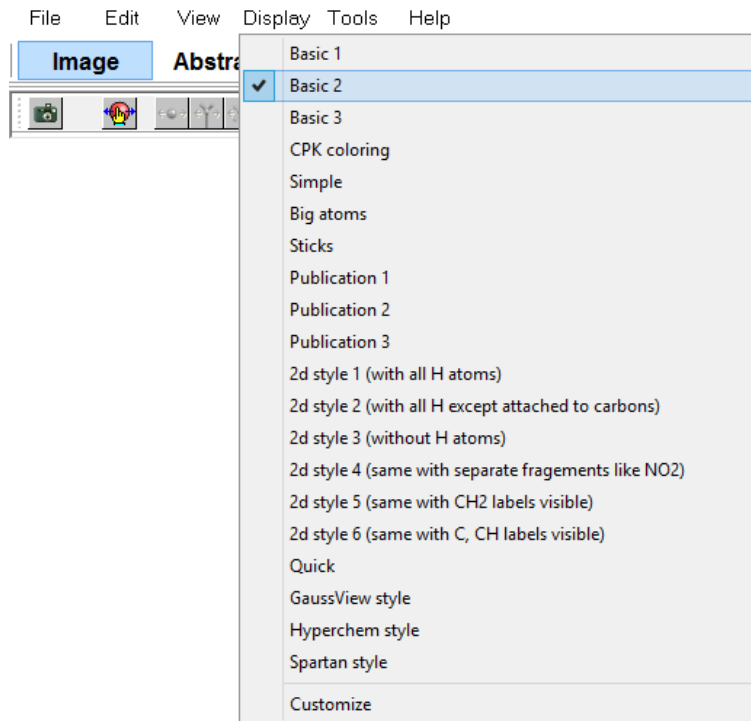 File Edit View Display Tools Help
Image Abstra
Basic 1
Basic 2
Basic 3
CPK coloring
Simple
Big atoms
Sticks
Publication 1
Publication 2
Publication 3
2d style 1 (with all H atoms)
2d style 2 (with all H except attached to carbons)
2d style 3 (without H atoms)
2d style 4 (same with separate fragements like NO2)
2d style 5 (same with CH2 labels visible)
2d style 6 (same with C, CH labels visible)
Quick
GaussView style
Hyperchem style
Spartan style
Customize